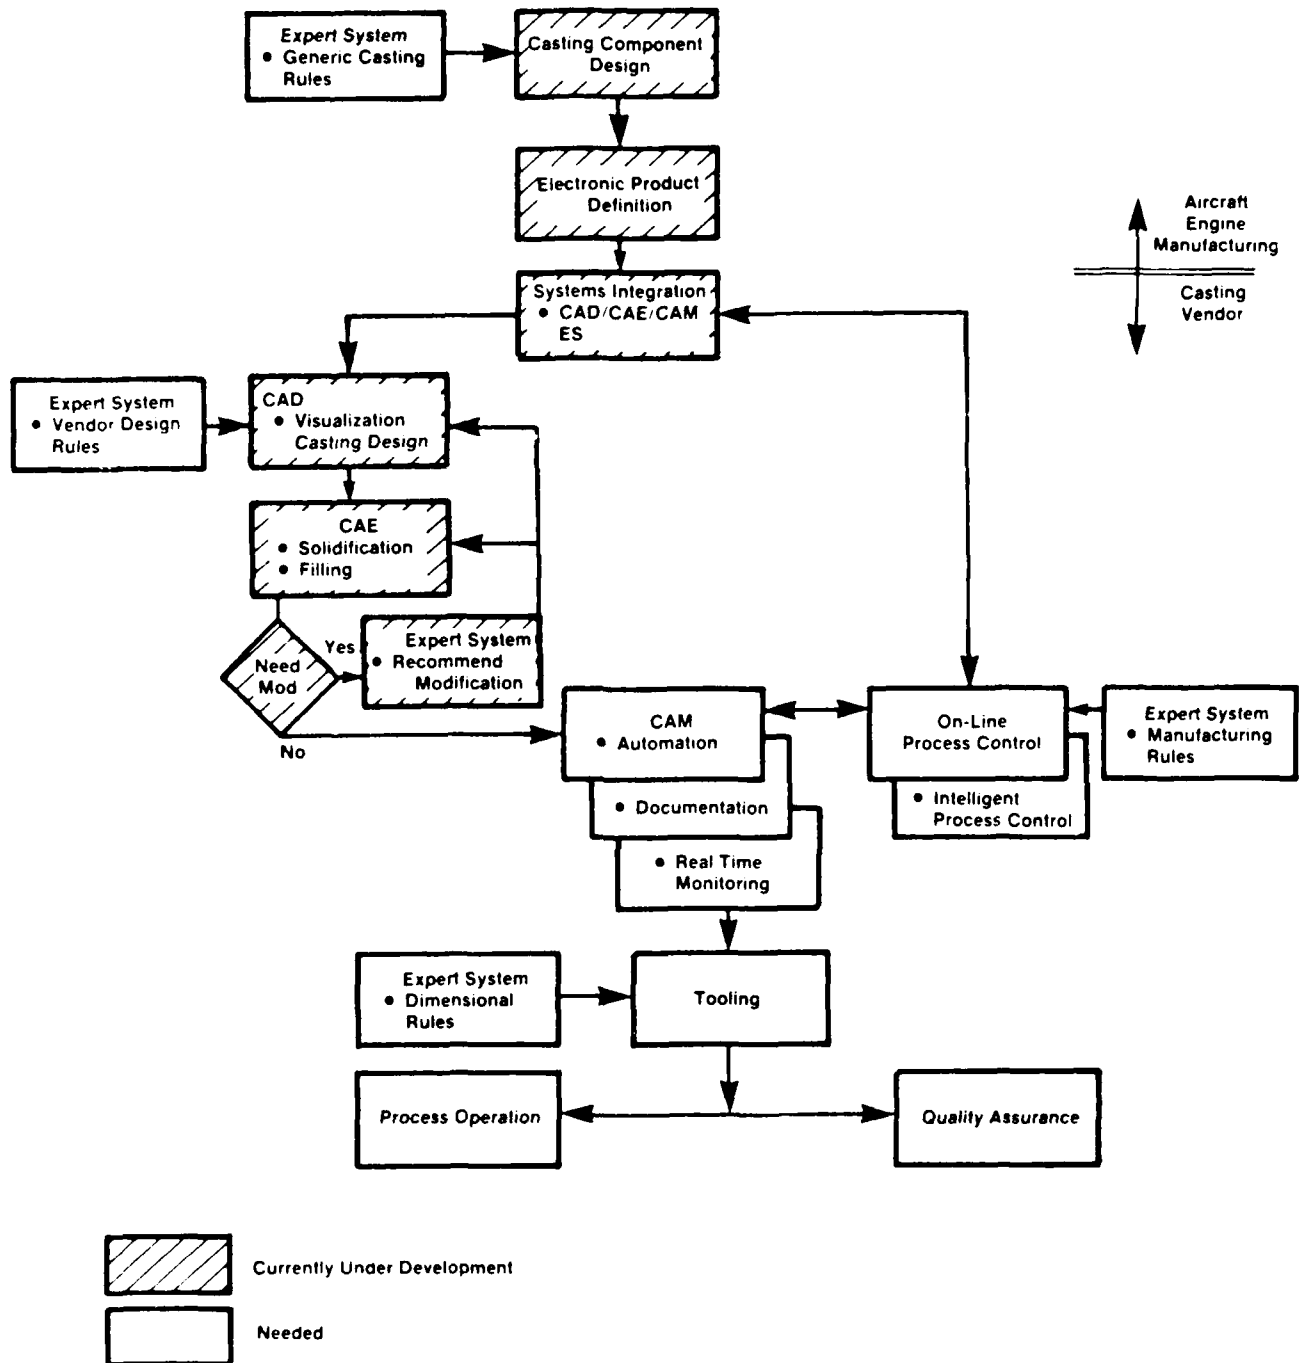 Expert System
• Generic Casting
Rules
Casting Component
Design
Electronic Product
Definition
Aircraft
Engine
Manufacturing
Casting
Vendor
Systems Integration
• CAD/CAE/CAM
ES
Expert System
• Vendor Design
Rules
CAD
• Visualization
Casting Design
CAE
• Solidification
• Filling
Need
Mod
Yes
No
Expert System
• Recommend
Modification
CAM
• Automation
• Documentation
• Real Time
Monitoring
On-Line
Process Control
• Intelligent
Process Control
Expert System
• Manufacturing
Rules
Expert System
• Dimensional
Rules
Tooling
Process Operation
Quality Assurance
Currently Under Development
Needed